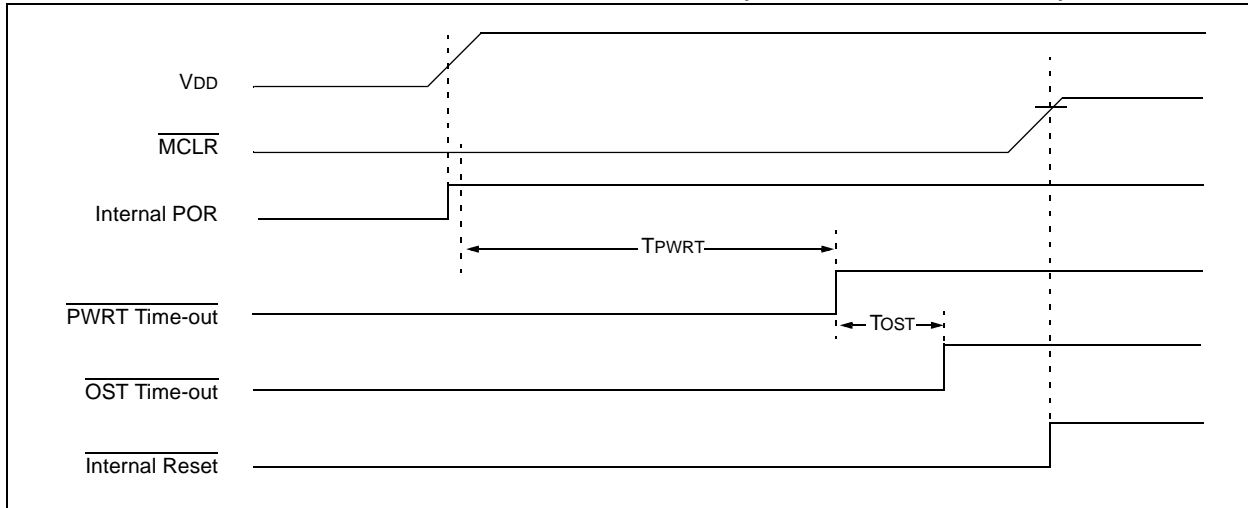 VDD
MCLR
Internal POR
TPWRT
PWRT Time-out
TOST
OST Time-out
Internal Reset